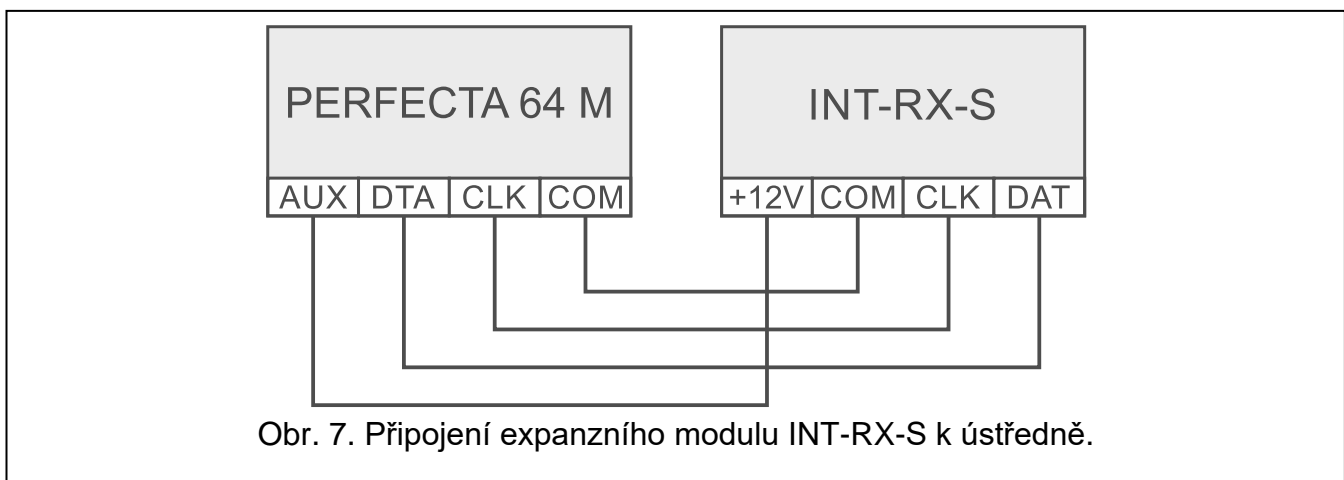 PERFECTA 64 M
INT-RX-S
AUX DTA CLK COM
+12V COM CLK DAT
Obr. 7. Připojení expanzního modulu INT-RX-S k ústředně.